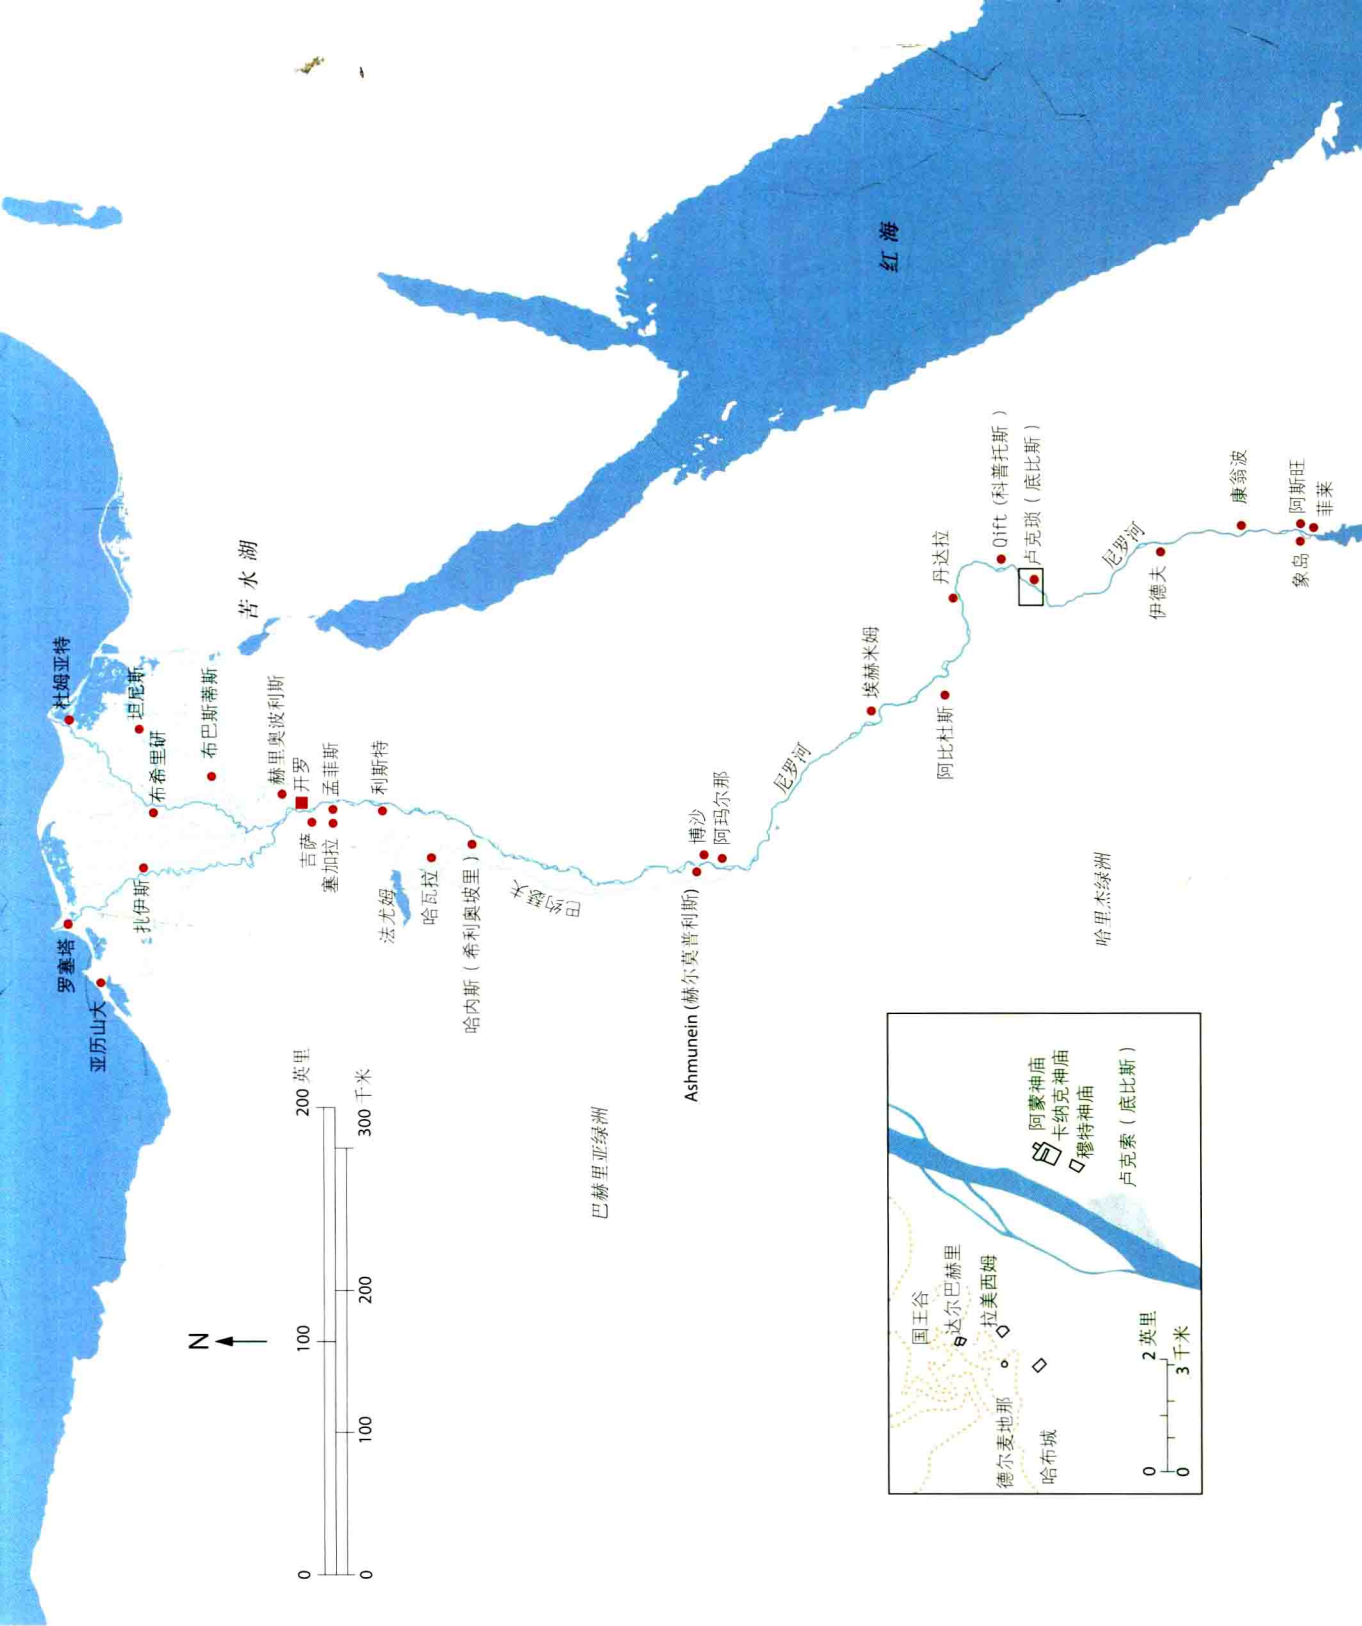 杜姆亚特
罗塞塔
亚历山大
坦尼斯
布希里研
扎伊斯
布巴斯蒂斯
苦水湖
赫里奥波利斯
开罗
吉萨
孟菲斯
塞加拉
利斯特
法尤姆
哈瓦拉
哈内斯（希利奥坡里）
巴约瑟夫
红海
博沙
Ashmunein (赫尔莫普利斯)
阿玛尔那
尼罗河
埃赫米姆
阿比杜斯
丹达拉
Qift (科普托斯)
卢克琐（底比斯）
尼罗河
伊德夫
康翁波
阿斯旺
象岛
菲莱
巴赫里亚绿洲
哈里杰绿洲
N
0 100 200 英里
0 100 200 300 千米
国王谷
达尔巴赫里
拉美西姆
德尔麦地那
哈布城
阿蒙神庙
卡纳克神庙
穆特神庙
卢克索（底比斯）
0 2 英里
0 3 千米